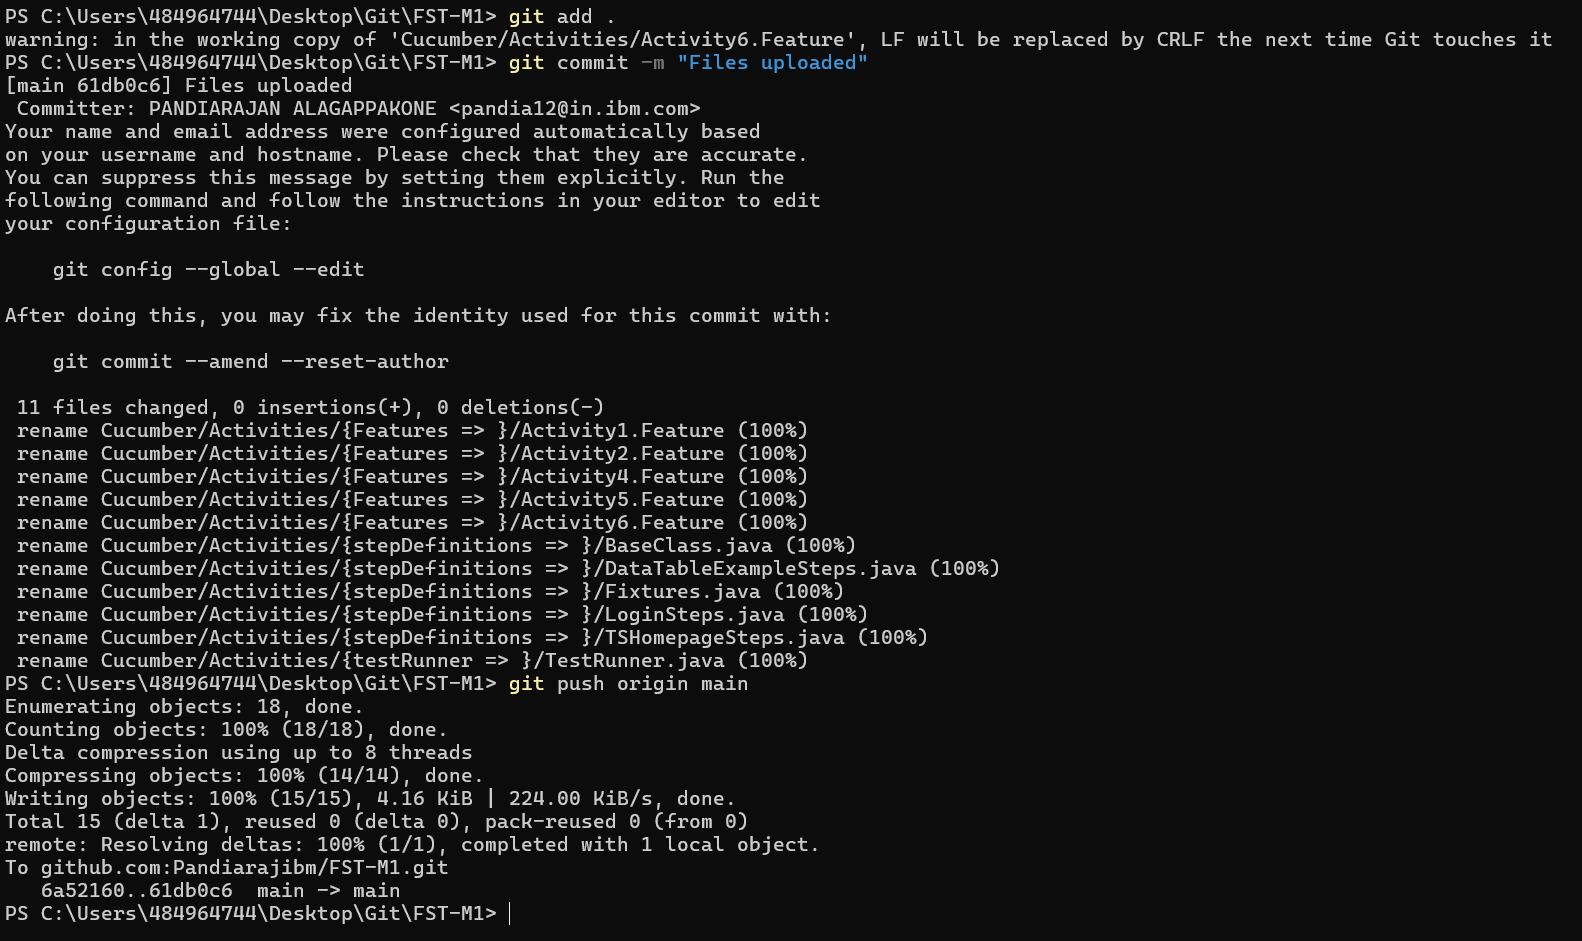 PS C:\Users\484964744\Desktop\Git\FST-M1> git add .
warning: in the working copy of 'Cucumber/Activities/Activity6.Feature', LF will be replaced by CRLF the next time Git touches it
PS C:\Users\484964744\Desktop\Git\FST-M1> git commit -m "Files uploaded"
[main 61db0c6] Files uploaded
 Committer: PANDIARAJAN ALAGAPPAKONE <pandia12@in.ibm.com>
Your name and email address were configured automatically based
on your username and hostname. Please check that they are accurate.
You can suppress this message by setting them explicitly. Run the
following command and follow the instructions in your editor to edit
your configuration file:

    git config --global --edit

After doing this, you may fix the identity used for this commit with:

    git commit --amend --reset-author

 11 files changed, 0 insertions(+), 0 deletions(-)
 rename Cucumber/Activities/{Features => }/Activity1.Feature (100%)
 rename Cucumber/Activities/{Features => }/Activity2.Feature (100%)
 rename Cucumber/Activities/{Features => }/Activity4.Feature (100%)
 rename Cucumber/Activities/{Features => }/Activity5.Feature (100%)
 rename Cucumber/Activities/{Features => }/Activity6.Feature (100%)
 rename Cucumber/Activities/{stepDefinitions => }/BaseClass.java (100%)
 rename Cucumber/Activities/{stepDefinitions => }/DataTableExampleSteps.java (100%)
 rename Cucumber/Activities/{stepDefinitions => }/Fixtures.java (100%)
 rename Cucumber/Activities/{stepDefinitions => }/LoginSteps.java (100%)
 rename Cucumber/Activities/{stepDefinitions => }/TSHomepageSteps.java (100%)
 rename Cucumber/Activities/{testRunner => }/TestRunner.java (100%)
PS C:\Users\484964744\Desktop\Git\FST-M1> git push origin main
Enumerating objects: 18, done.
Counting objects: 100% (18/18), done.
Delta compression using up to 8 threads
Compressing objects: 100% (14/14), done.
Writing objects: 100% (15/15), 4.16 KiB | 224.00 KiB/s, done.
Total 15 (delta 1), reused 0 (delta 0), pack-reused 0 (from 0)
remote: Resolving deltas: 100% (1/1), completed with 1 local object.
To github.com:Pandiarajibm/FST-M1.git
   6a52160..61db0c6  main -> main
PS C:\Users\484964744\Desktop\Git\FST-M1>